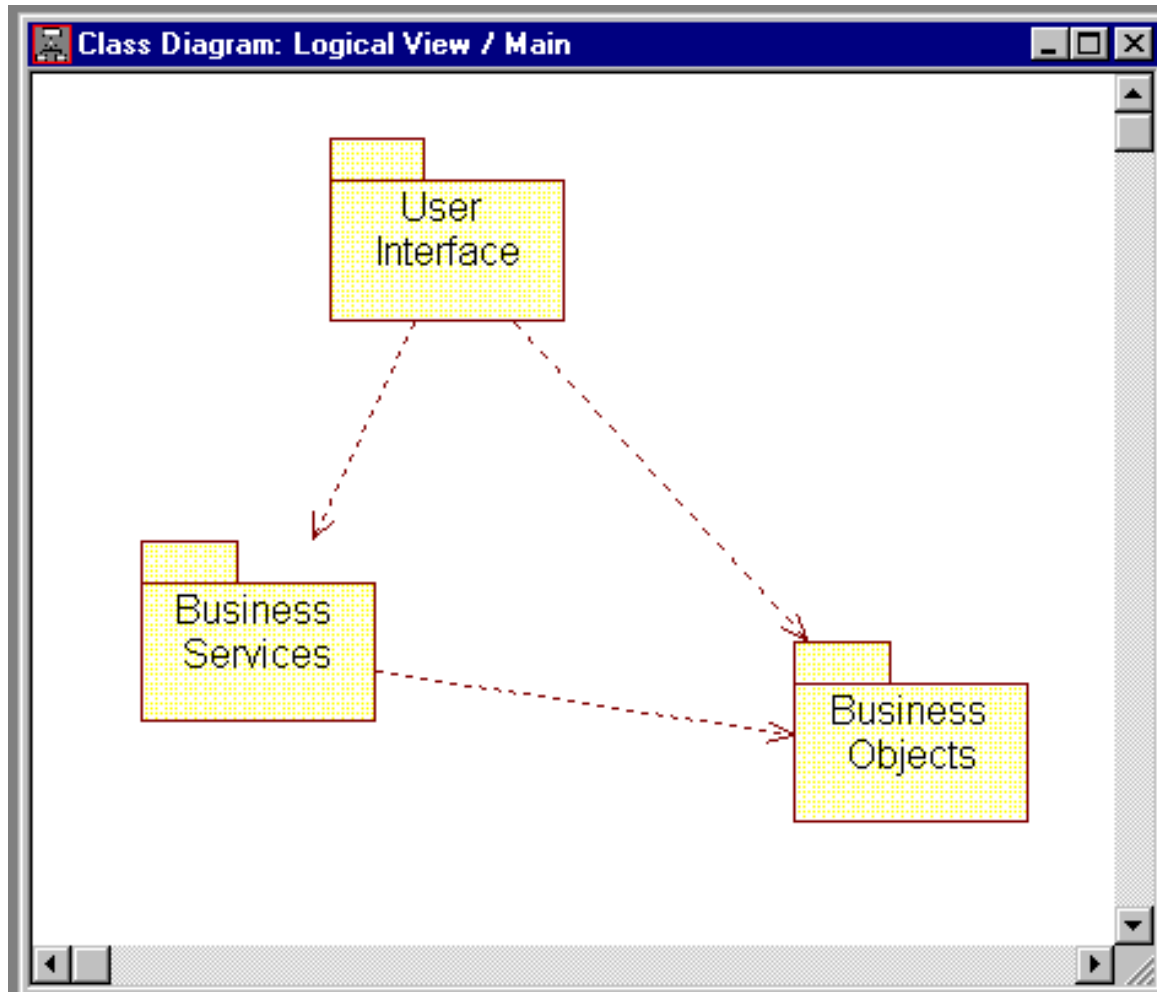 Class Diagram: Logical View / Main
User
Interface
Business
Services
Business
Objects